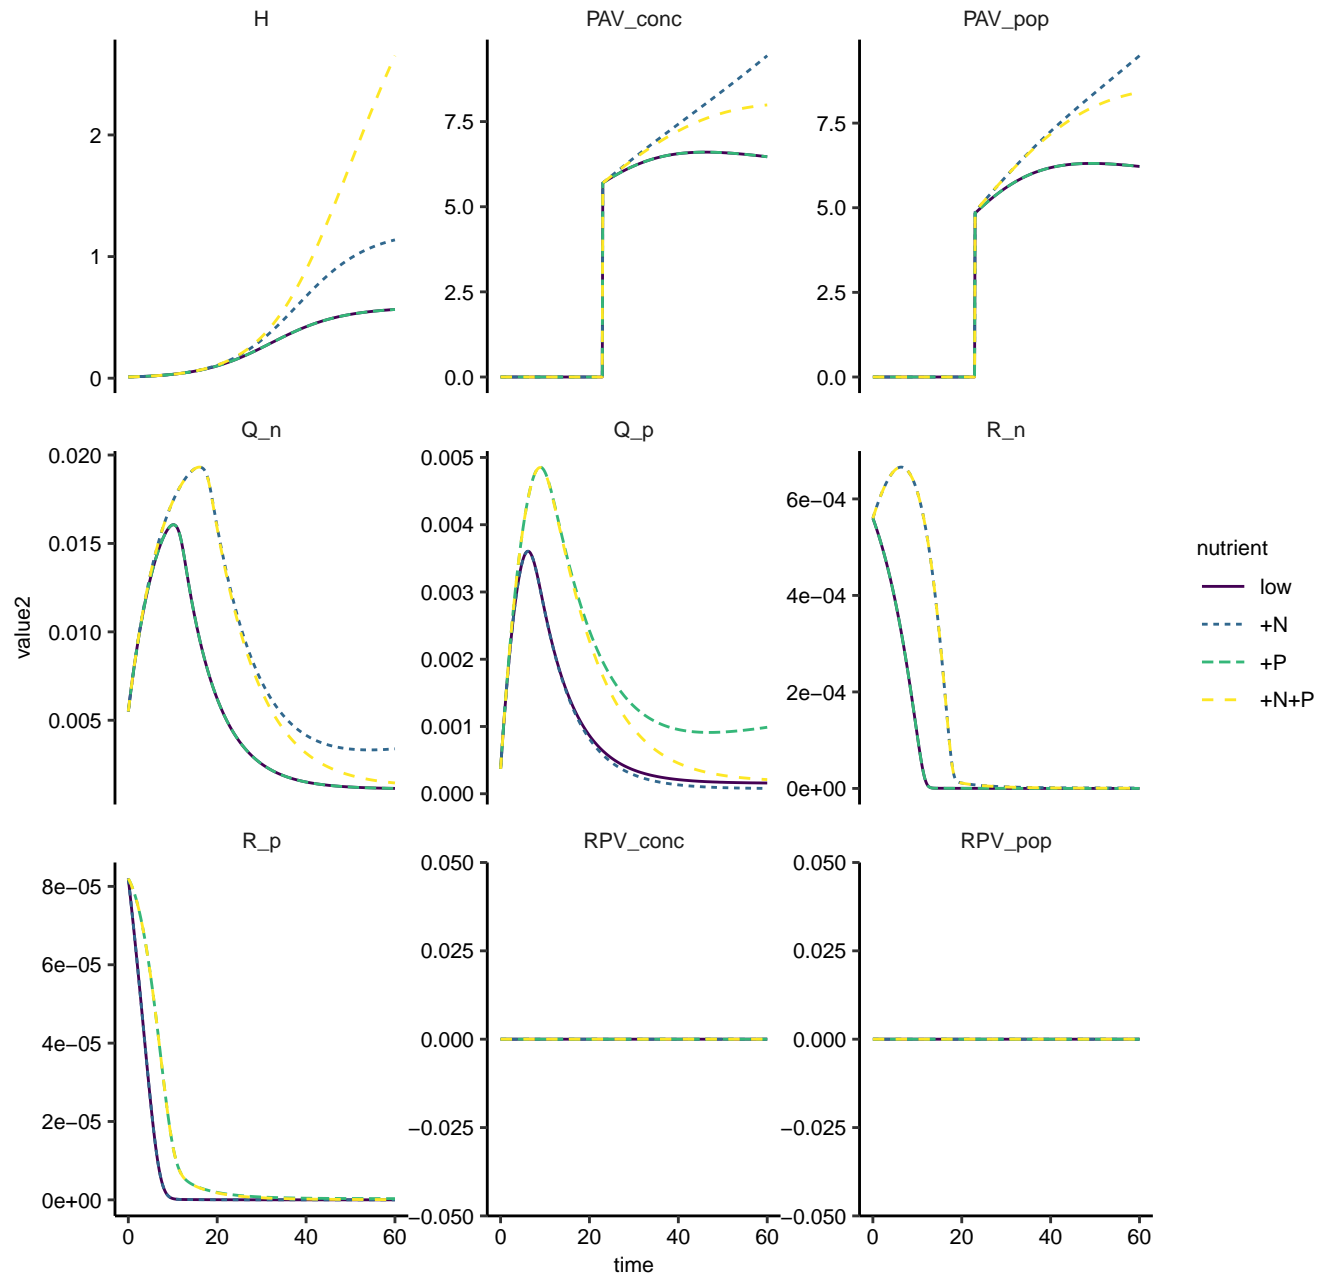 H
PAV_conc
PAV_pop
2
1
0
7.5
5.0
2.5
0.0
7.5
5.0
2.5
0.0
Q_n
Q_p
R_n
0.020
0.015
0.010
0.005
0.005
0.004
0.003
0.002
0.001
0.000
6e−04
4e−04
2e−04
0e+00
value2
nutrient
low
+N
+P
+N+P
R_p
RPV_conc
RPV_pop
8e−05
6e−05
4e−05
2e−05
0e+00
0.050
0.025
0.000
−0.025
−0.050
0.050
0.025
0.000
−0.025
−0.050
0 20 40 60
0 20 40 60
0 20 40 60
time